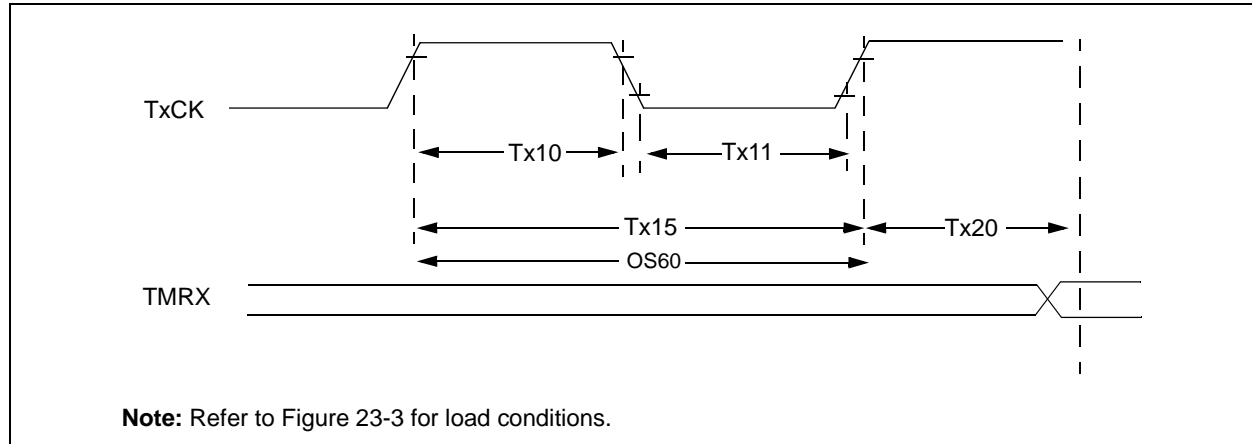 TxCK
Tx10
Tx11
Tx15
Tx20
OS60
TMRX
Note: Refer to Figure 23-3 for load conditions.